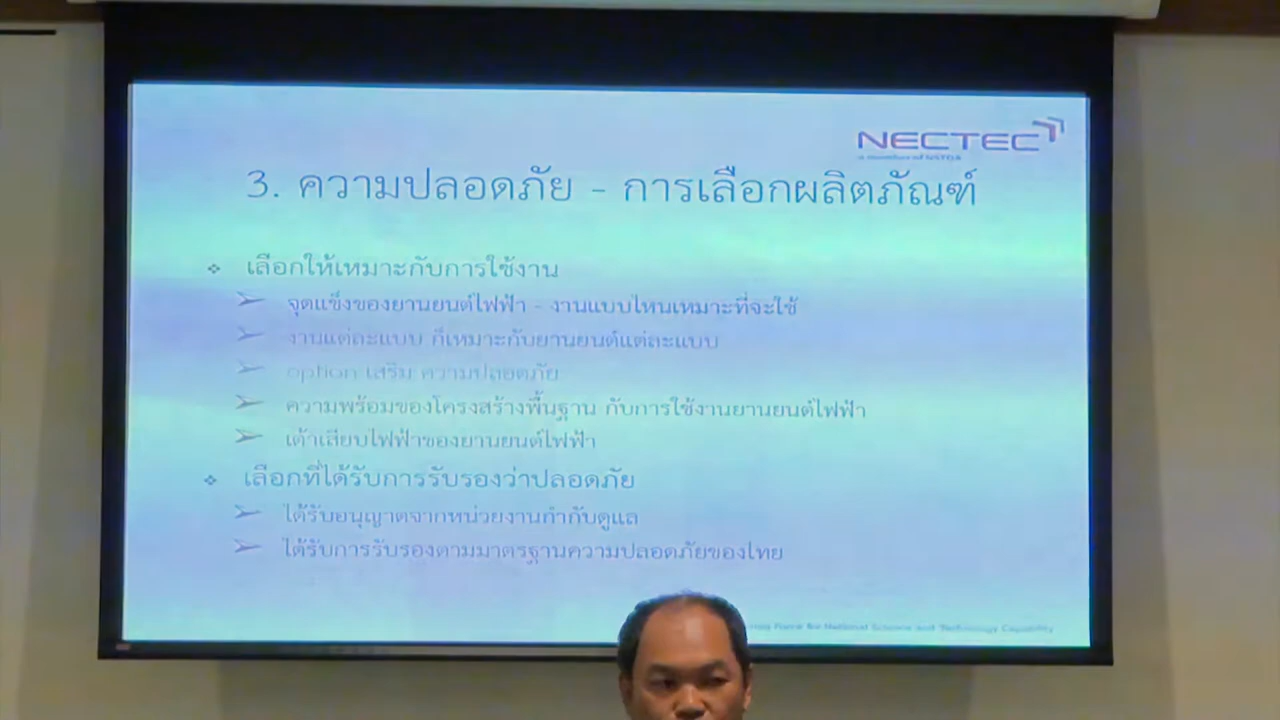 NECTEC
a member of NSTDA
3. ความปลอดภัย - การเลือกผลิตภัณฑ์
❖ เลือกให้เหมาะกับการใช้งาน
➢ จุดแข็งของยานยนต์ไฟฟ้า - งานแบบไหนเหมาะที่จะใช้
➢ งานแต่ละแบบ ก็เหมาะกับยานยนต์แต่ละแบบ
➢ option เสริม ความปลอดภัย
➢ ความพร้อมของโครงสร้างพื้นฐาน กับการใช้งานยานยนต์ไฟฟ้า
➢ เต้าเสียบไฟฟ้าของยานยนต์ไฟฟ้า
❖ เลือกที่ได้รับการรับรองว่าปลอดภัย
➢ ได้รับอนุญาตจากหน่วยงานกำกับดูแล
➢ ได้รับการรับรองตามมาตรฐานความปลอดภัยของไทย
Force for National Science and Technology Capability